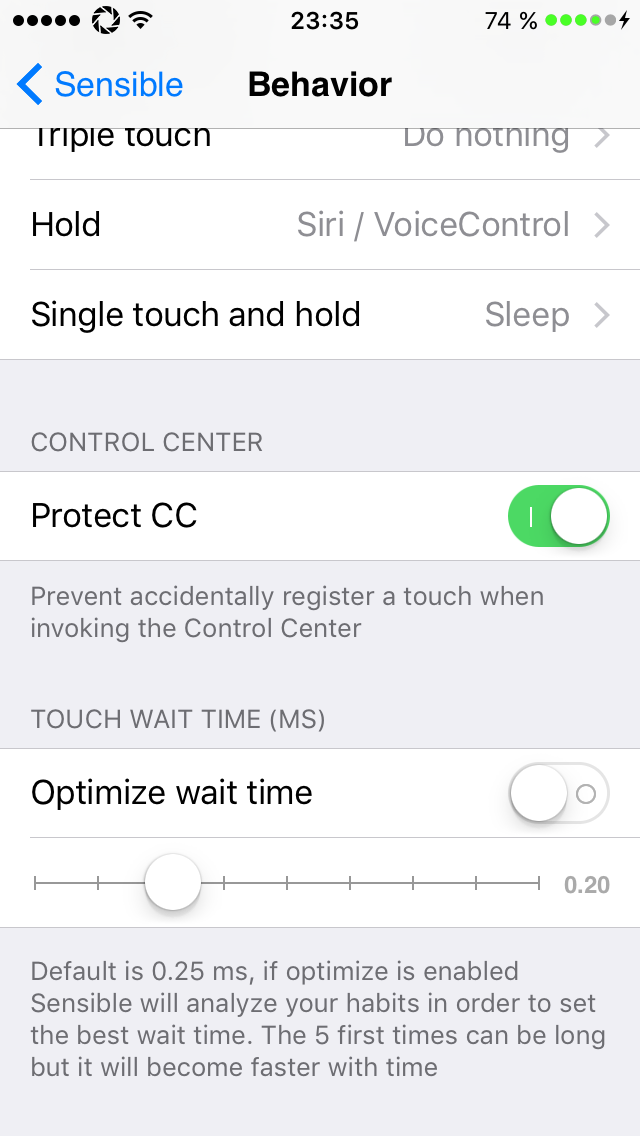 23:35
74 %
Sensible
Behavior
Triple touch
Do nothing
Hold
Siri / VoiceControl
Single touch and hold
Sleep
CONTROL CENTER
Protect CC
Prevent accidentally register a touch when
invoking the Control Center
TOUCH WAIT TIME (MS)
Optimize wait time
0.20
Default is 0.25 ms, if optimize is enabled
Sensible will analyze your habits in order to set
the best wait time. The 5 first times can be long
but it will become faster with time